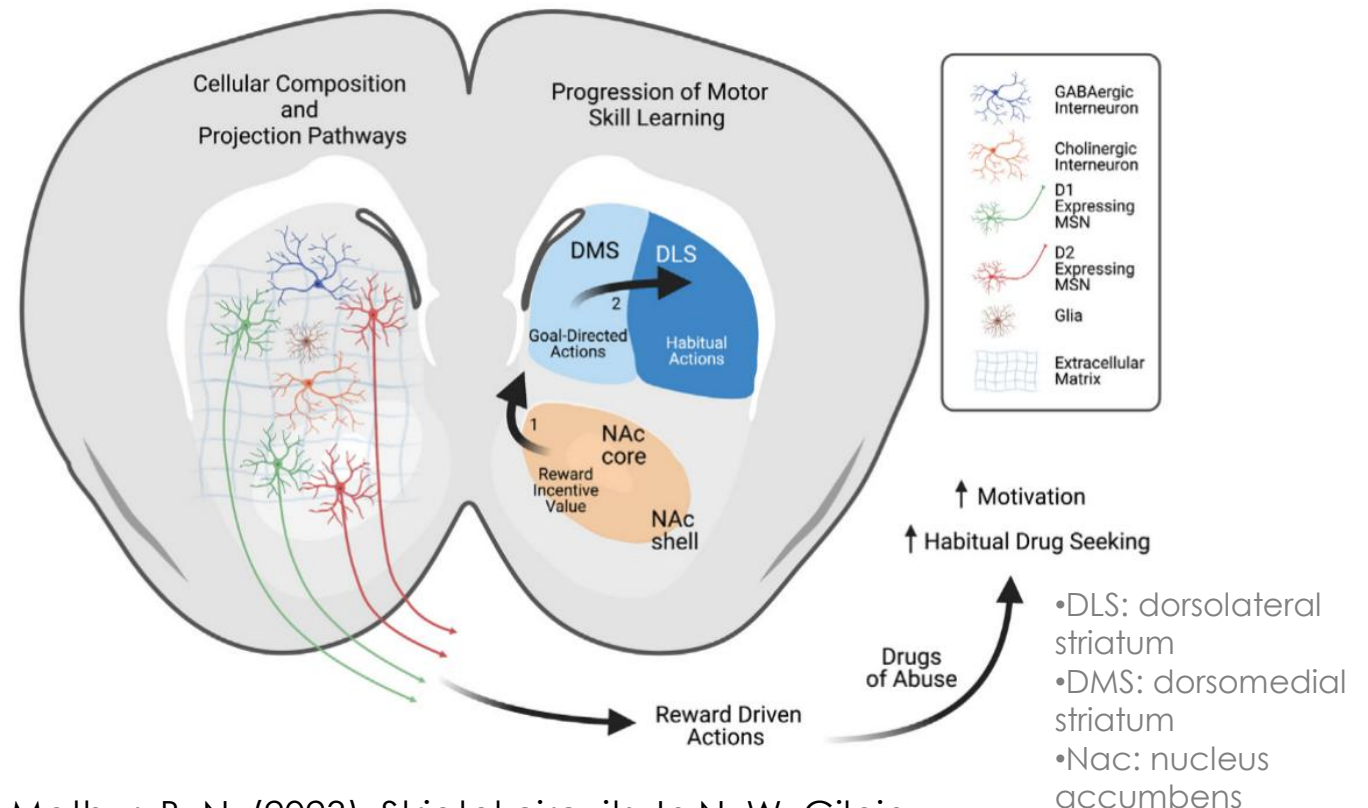 Cellular Composition
and
Projection Pathways
Progression of Motor
Skill Learning
DMS
DLS
2
Goal-Directed
Actions
Habitual
Actions
1
NAc
core
Reward
Incentive
Value
NAc
shell
GABAergic
Interneuron
Cholinergic
Interneuron
D1
Expressing
MSN
D2
Expressing
MSN
Glia
Extracellular
Matrix
↑ Motivation
↑ Habitual Drug Seeking
Drugs
of Abuse
Reward Driven
Actions
•DLS: dorsolateral
striatum
•DMS: dorsomedial
striatum
•Nac: nucleus
accumbens